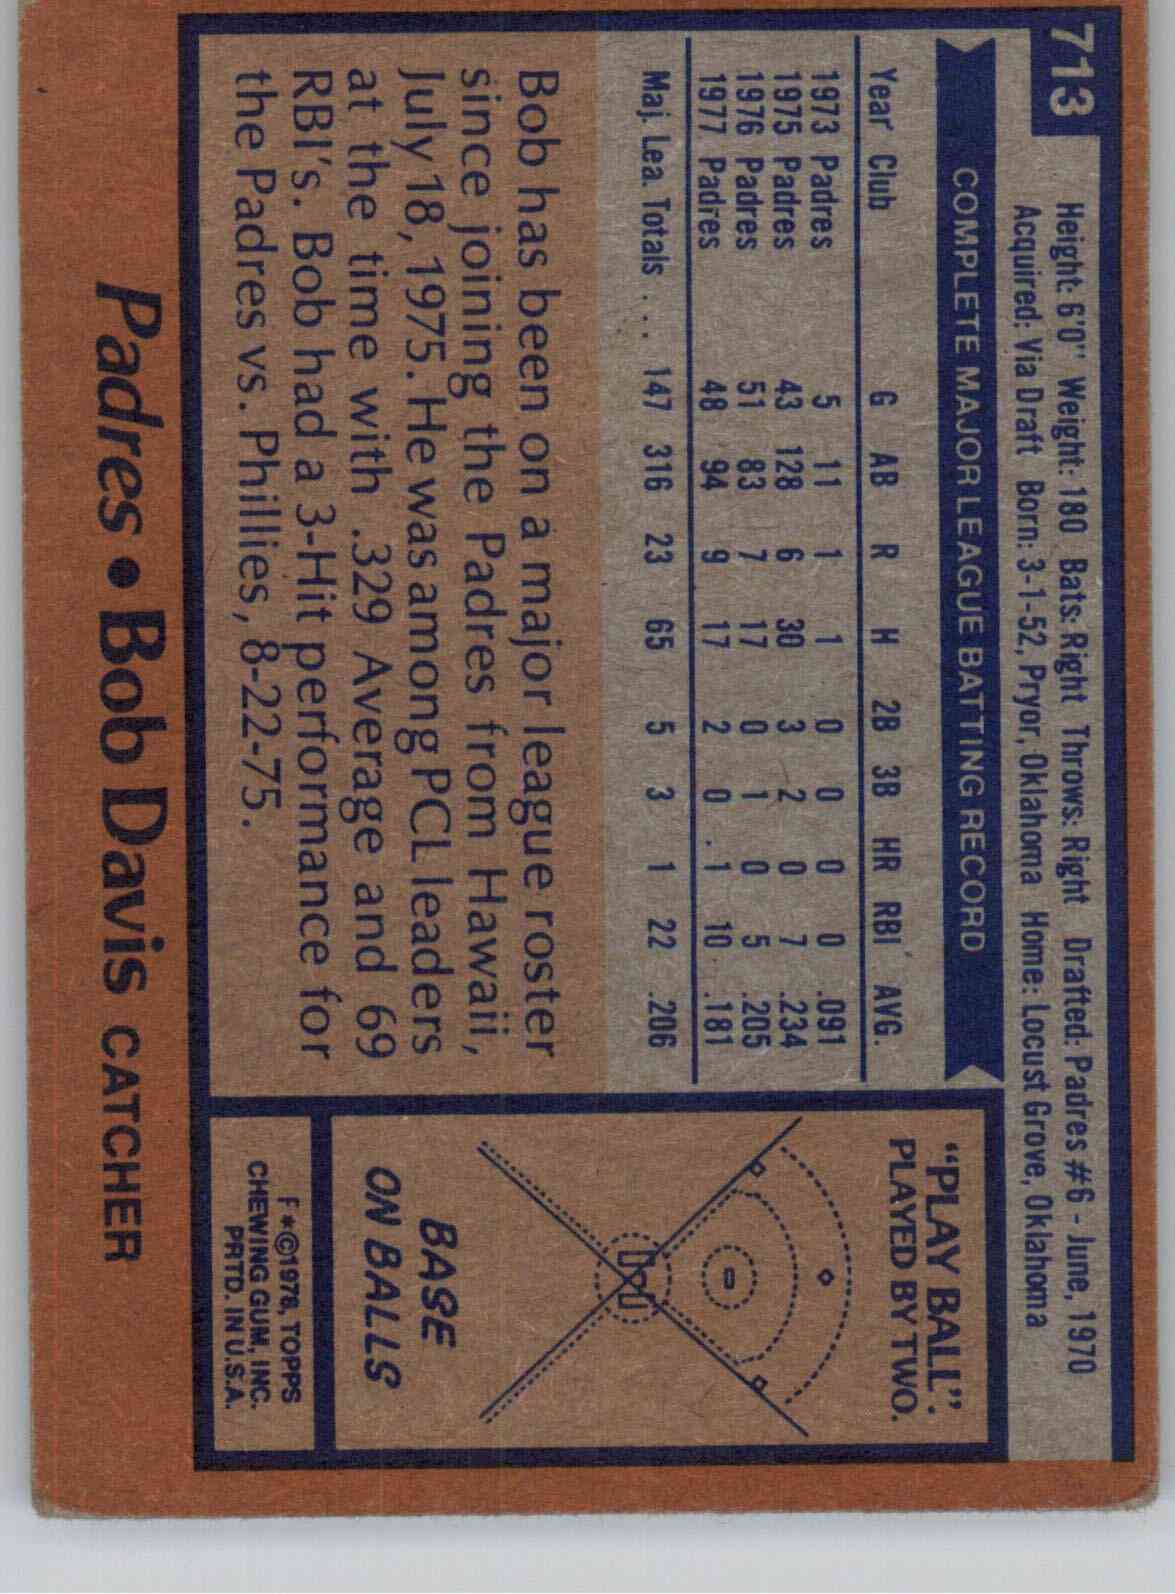 713
Height: 6'0" Weight: 180 Bats: Right Throws: Right Drafted: Padres #6 - June, 1970
Acquired: Via Draft Born: 3-1-52, Pryor, Oklahoma Home: Locust Grove, Oklahoma
COMPLETE MAJOR LEAGUE BATTING RECORD
Year Club G AB R H 2B 3B HR RBI AVG.
1973 Padres 5 11 1 1 0 0 0 0 .091
1975 Padres 43 128 6 30 3 2 0 7 .234
1976 Padres 51 83 7 17 0 1 0 5 .205
1977 Padres 48 94 9 17 2 0 1 10 .181
Maj. Lea. Totals . . . 147 316 23 65 5 3 1 22 .206
Bob has been on a major league roster
since joining the Padres from Hawaii,
July 18, 1975. He was among PCL leaders
at the time with .329 Average and 69
RBI's. Bob had a 3-Hit performance for
the Padres vs. Phillies, 8-22-75.
"PLAY BALL".
PLAYED BY TWO.
BASE
ON BALLS
F*©1978, TOPPS
CHEWING GUM, INC.
PRTD. IN U.S.A.
Padres • Bob Davis CATCHER